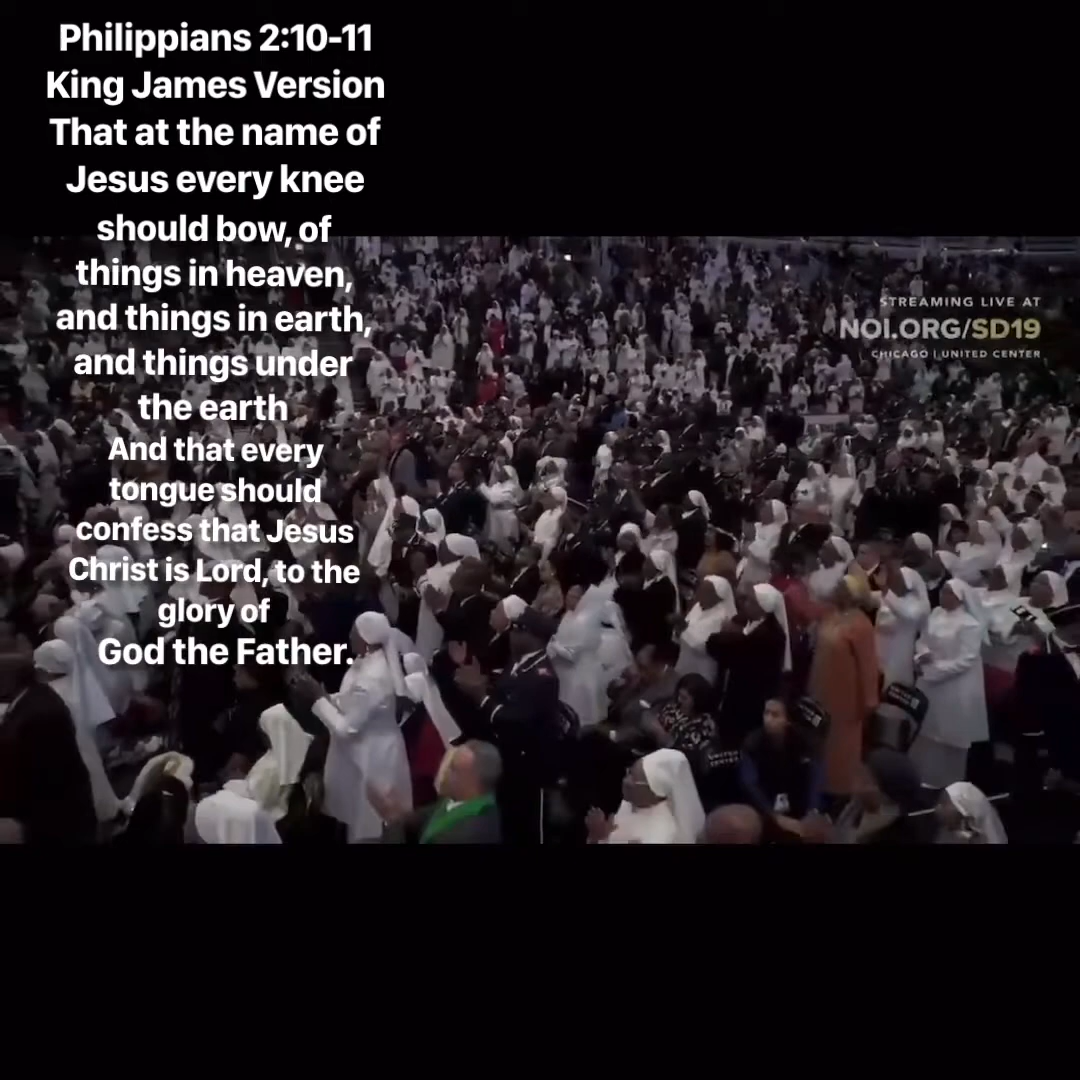 Philippians 2:10-11
King James Version
That at the name of
Jesus every knee
should bow, of
things in heaven,
and things in earth,
and things under
the earth
And that every
tongue should
confess that Jesus
Christ is Lord, to the
glory of
God the Father.
STREAMING LIVE AT
NOI.ORG/SD19
CHICAGO | UNITED CENTER
UNITED
CENTER